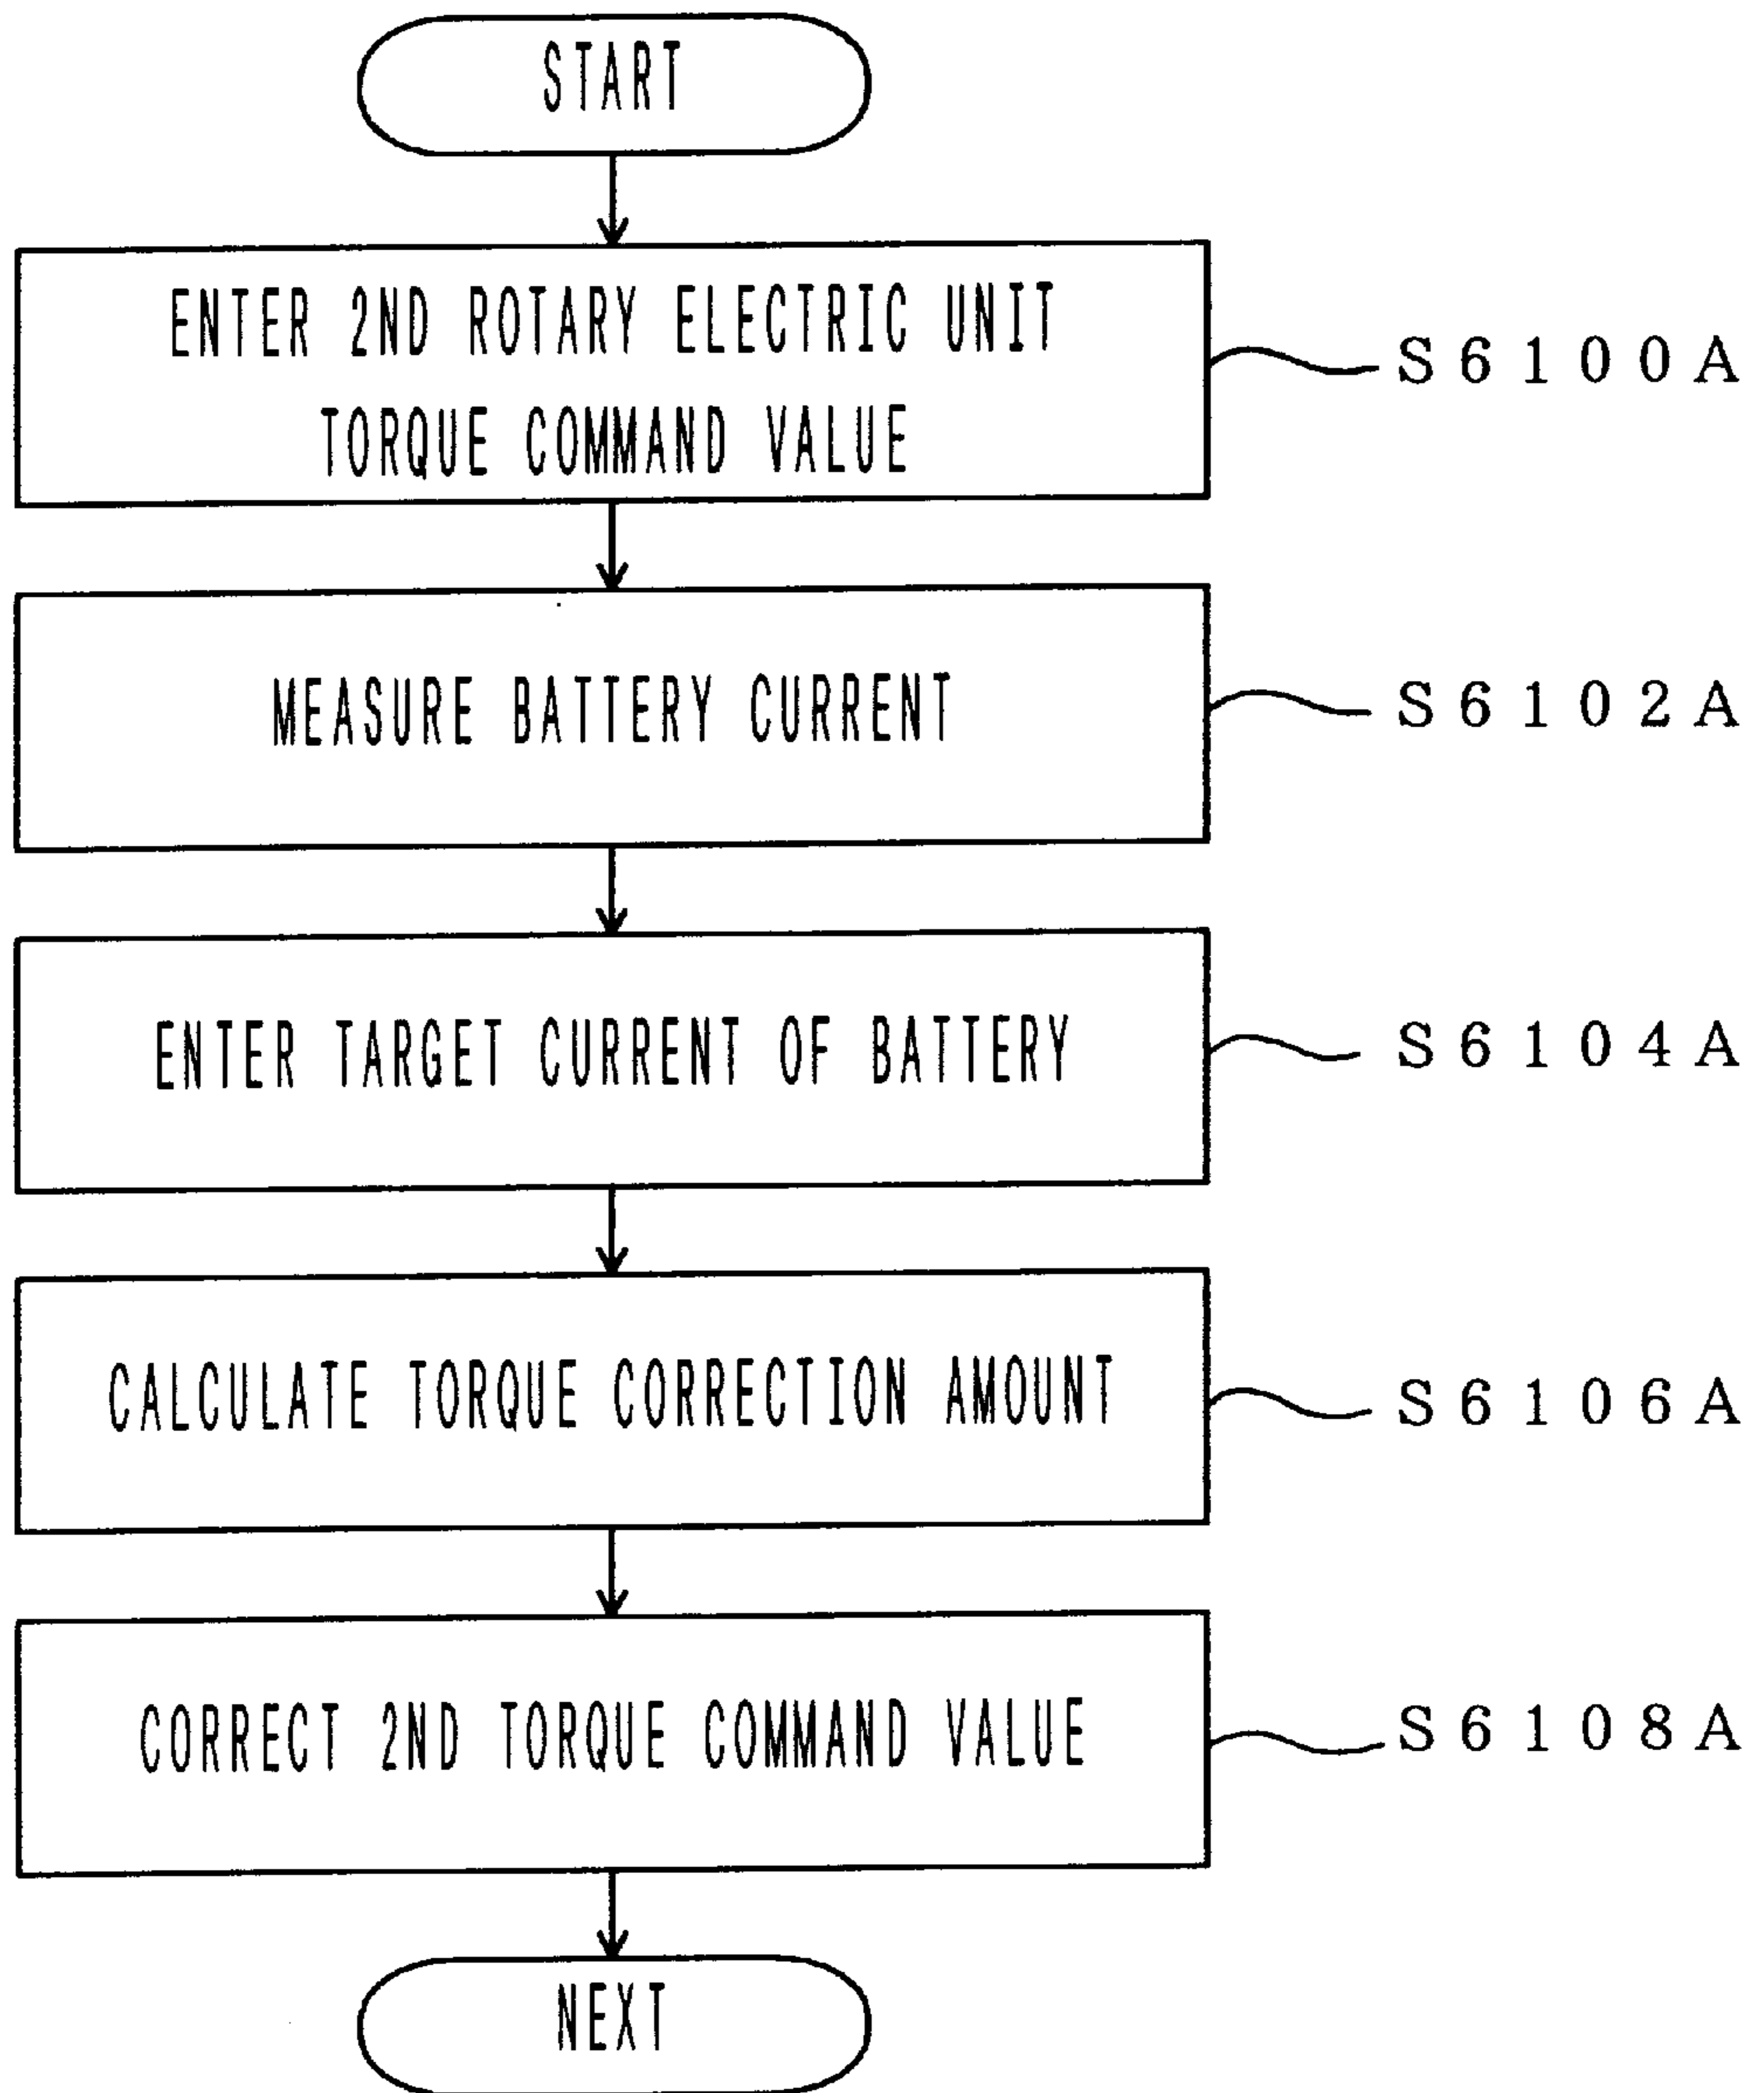 START
ENTER 2ND ROTARY ELECTRIC UNIT
TORQUE COMMAND VALUE
S6100A
MEASURE BATTERY CURRENT
S6102A
ENTER TARGET CURRENT OF BATTERY
S6104A
CALCULATE TORQUE CORRECTION AMOUNT
S6106A
CORRECT 2ND TORQUE COMMAND VALUE
S6108A
NEXT